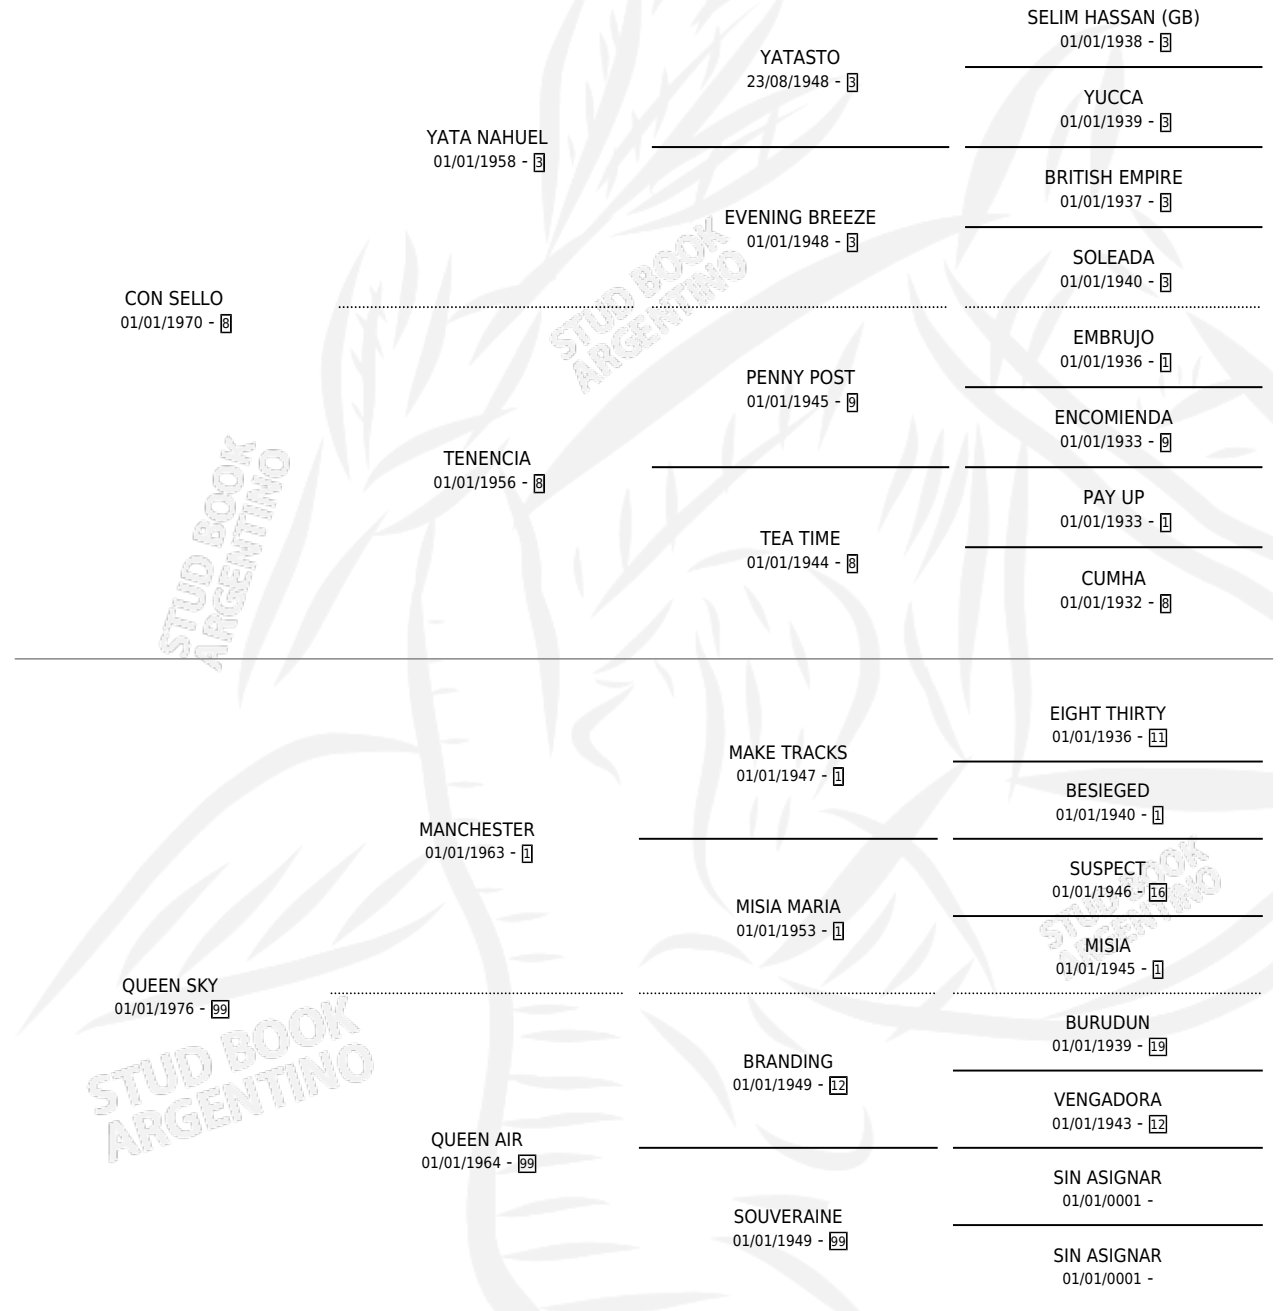 SELIM HASSAN (GB)
01/01/1938 - 3
YATASTO
23/08/1948 - 3
YUCCA
01/01/1939 - 3
YATA NAHUEL
01/01/1958 - 3
BRITISH EMPIRE
01/01/1937 - 3
EVENING BREEZE
01/01/1948 - 3
SOLEADA
01/01/1940 - 3
CON SELLO
01/01/1970 - 8
EMBRUJO
01/01/1936 - 1
PENNY POST
01/01/1945 - 9
ENCOMIENDA
01/01/1933 - 9
TENENCIA
01/01/1956 - 8
PAY UP
01/01/1933 - 1
TEA TIME
01/01/1944 - 8
CUMHA
01/01/1932 - 8
EIGHT THIRTY
01/01/1936 - 11
MAKE TRACKS
01/01/1947 - 1
BESIEGED
01/01/1940 - 1
MANCHESTER
01/01/1963 - 1
SUSPECT
01/01/1946 - 16
MISIA MARIA
01/01/1953 - 1
MISIA
01/01/1945 - 1
QUEEN SKY
01/01/1976 - 99
BURUDUN
01/01/1939 - 19
BRANDING
01/01/1949 - 12
VENGADORA
01/01/1943 - 12
QUEEN AIR
01/01/1964 - 99
SIN ASIGNAR
01/01/0001 -
SOUVERAINE
01/01/1949 - 99
SIN ASIGNAR
01/01/0001 -
STUD BOOK
ARGENTINO
STUD BOOK
ARGENTINO
STUD BOOK
ARGENTINO
STUD BOOK
ARGENTINO